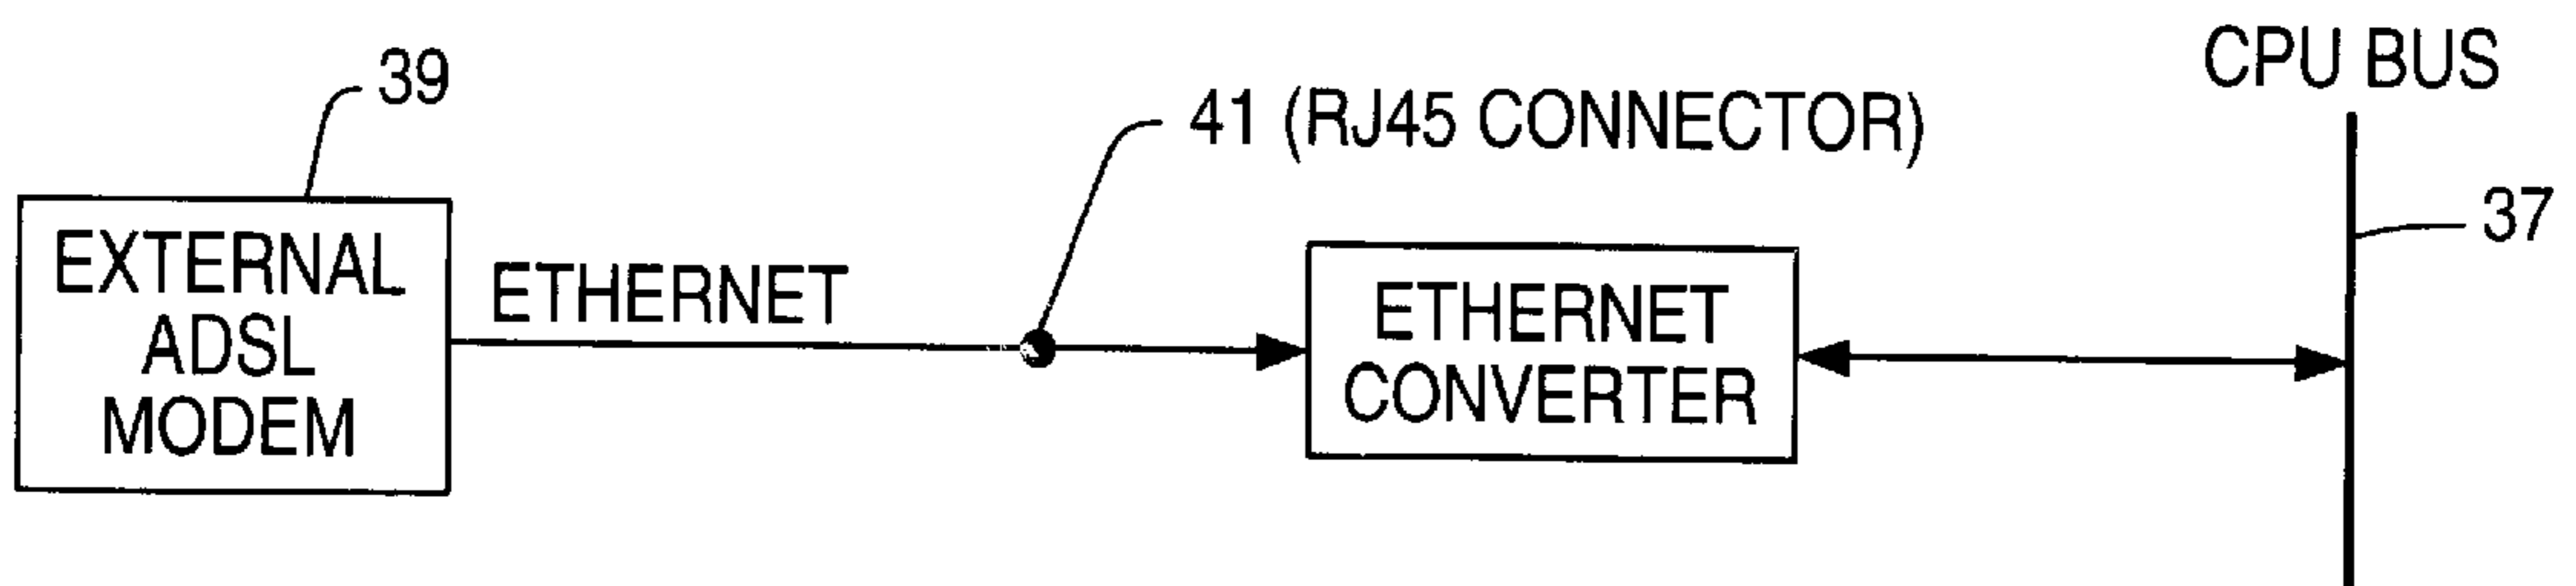 39
41 (RJ45 CONNECTOR)
CPU BUS
37
EXTERNAL
ADSL
MODEM
ETHERNET
ETHERNET
CONVERTER